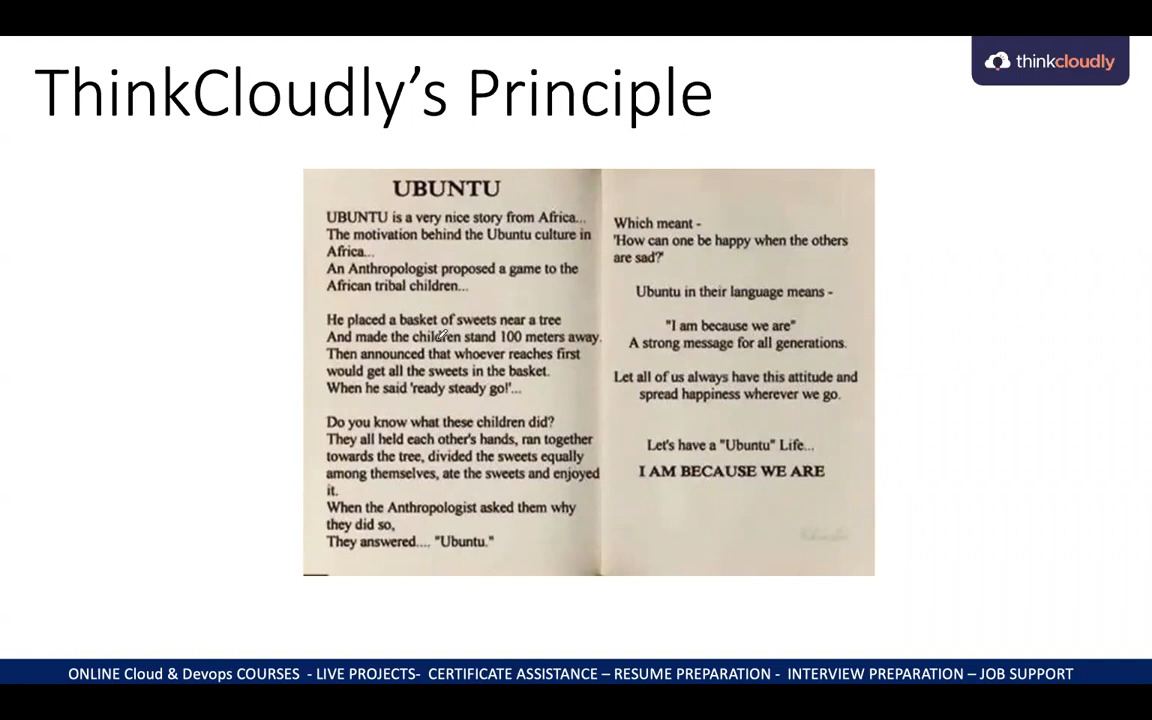 ThinkCloudly’s Principle
thinkcloudly
UBUNTU
UBUNTU is a very nice story from Africa...
The motivation behind the Ubuntu culture in
Africa...
An Anthropologist proposed a game to the
African tribal children...
He placed a basket of sweets near a tree
And made the children stand 100 meters away.
Then announced that whoever reaches first
would get all the sweets in the basket.
When he said 'ready steady go!'...
Do you know what these children did?
They all held each other's hands, ran together
towards the tree, divided the sweets equally
among themselves, ate the sweets and enjoyed
it.
When the Anthropologist asked them why
they did so,
They answered.... "Ubuntu."
Which meant -
'How can one be happy when the others
are sad?'
Ubuntu in their language means -
"I am because we are"
A strong message for all generations.
Let all of us always have this attitude and
spread happiness wherever we go.
Let's have a "Ubuntu" Life...
I AM BECAUSE WE ARE
ONLINE Cloud & Devops COURSES - LIVE PROJECTS- CERTIFICATE ASSISTANCE – RESUME PREPARATION - INTERVIEW PREPARATION – JOB SUPPORT